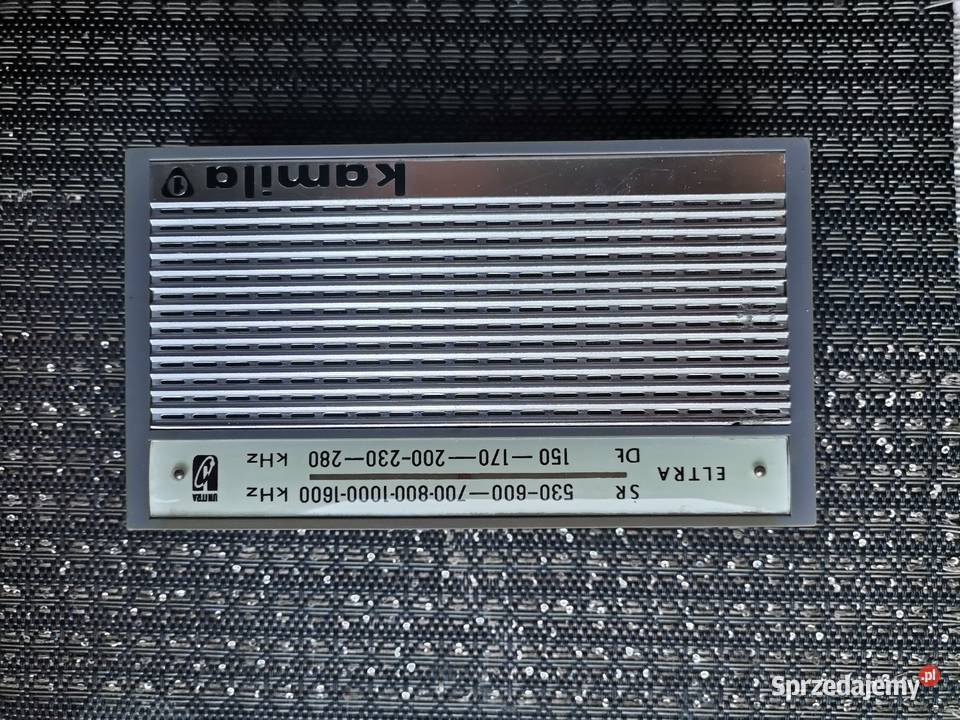 ELTRA
ŚR 530-600—700-800-1000-1600 kHz
DŁ 150—170—200-230—280 kHz
UNITRA
kamila
Sprzedajemy.pl